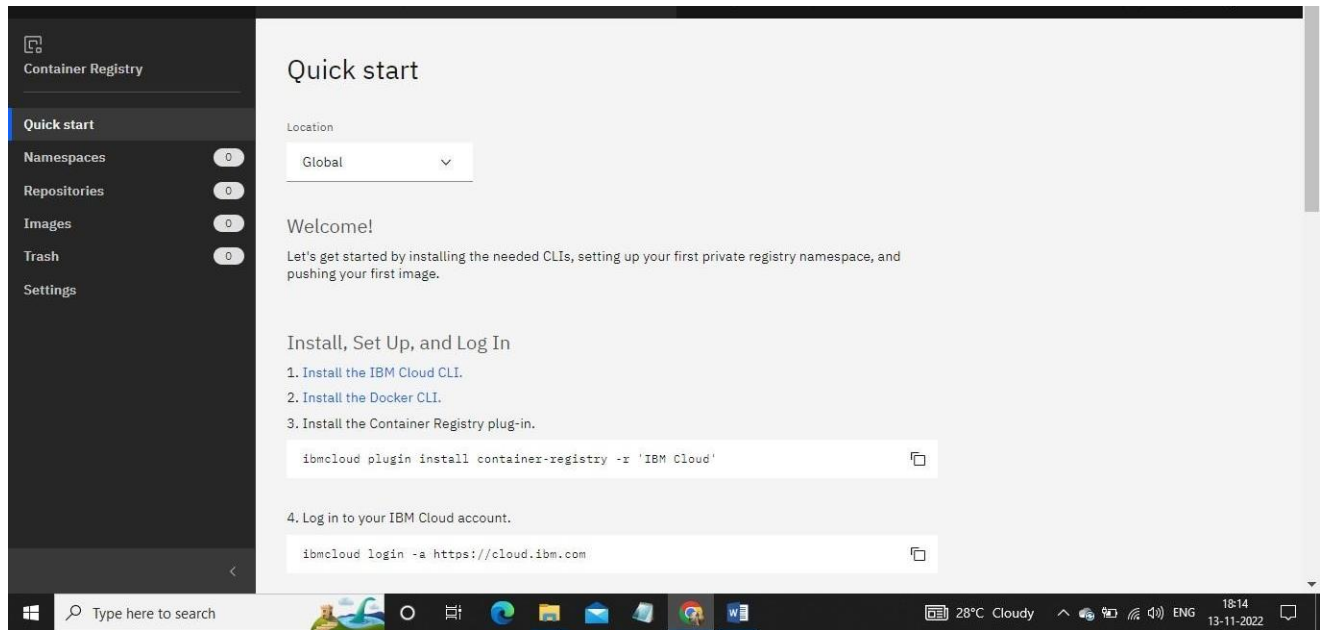 Container Registry
Quick start
Namespaces 0
Repositories 0
Images 0
Trash 0
Settings
Quick start
Location
Global
Welcome!
Let's get started by installing the needed CLIs, setting up your first private registry namespace, and
pushing your first image.
Install, Set Up, and Log In
1. Install the IBM Cloud CLI.
2. Install the Docker CLI.
3. Install the Container Registry plug-in.
ibmcloud plugin install container-registry -r 'IBM Cloud'
4. Log in to your IBM Cloud account.
ibmcloud login -a https://cloud.ibm.com
Type here to search
28°C Cloudy
ENG
18:14
13-11-2022